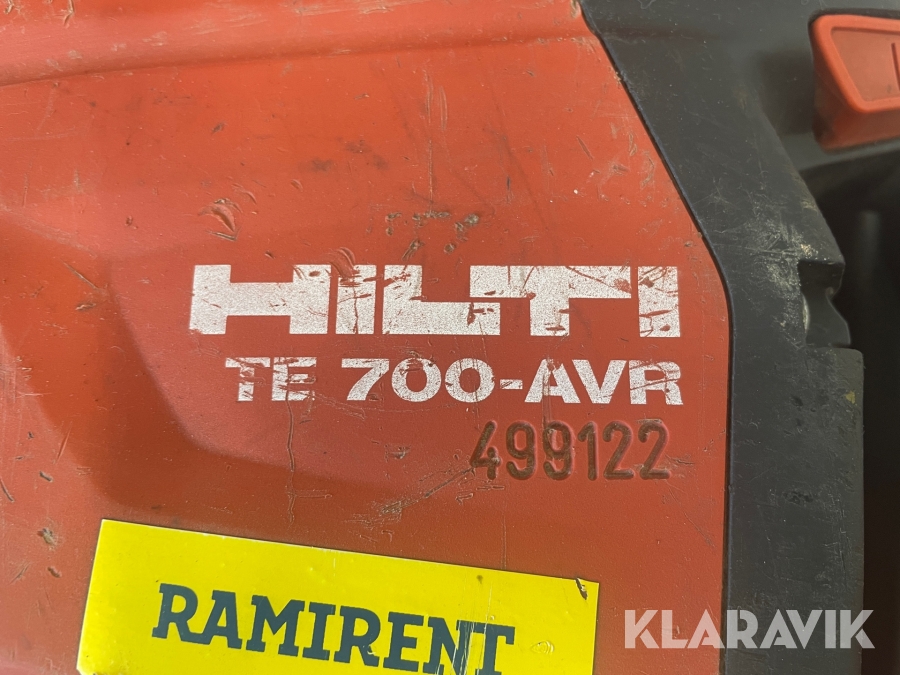 HILTI
TE 700-AVR
499122
RAMIRENT
KLARAVIK